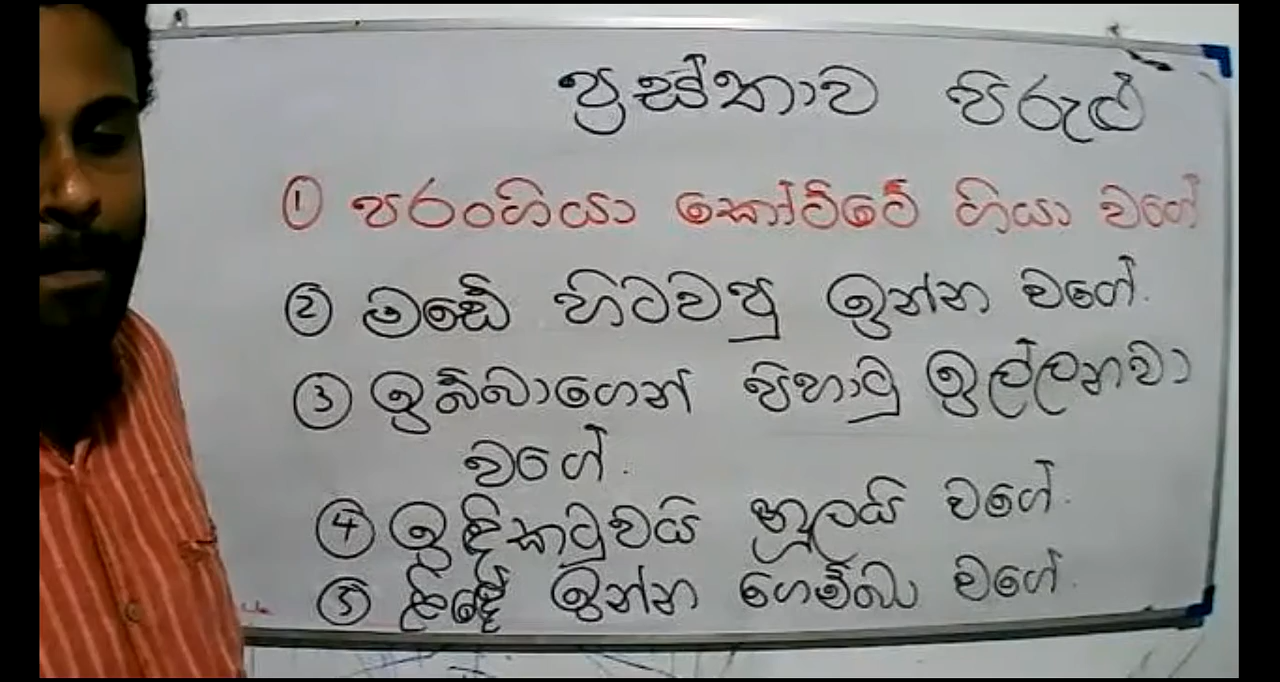 ප්‍රස්තාව පිරුළු
① පරංගියා කෝට්ටේ ගියා වගේ
② මඩේ හිටවපු ඉන්න වගේ.
③ ඉබ්බාගෙන් පිහාටු ඉල්ලනවා
වගේ.
④ ඉඳිකටුවයි නූලයි වගේ.
⑤ ළිඳේ ඉන්න ගෙම්බා වගේ.